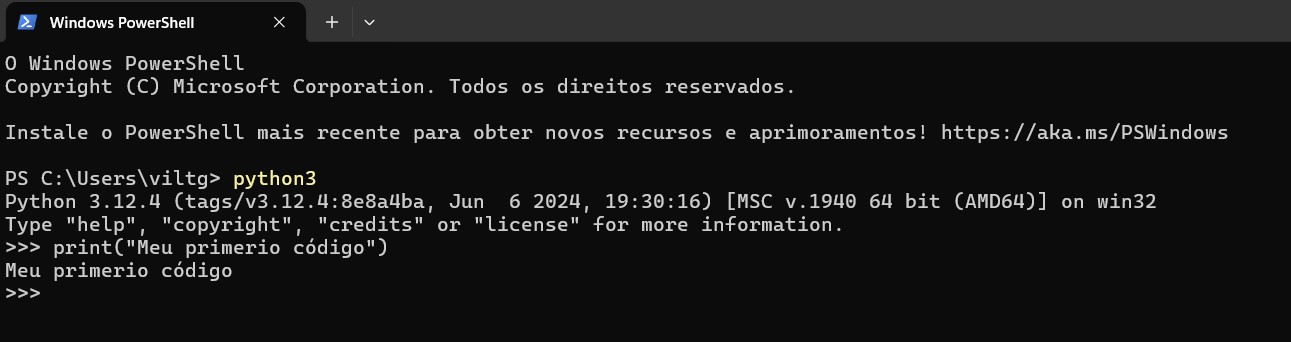 Windows PowerShell
O Windows PowerShell
Copyright (C) Microsoft Corporation. Todos os direitos reservados.
Instale o PowerShell mais recente para obter novos recursos e aprimoramentos! https://aka.ms/PSWindows
PS C:\Users\viltg> python3
Python 3.12.4 (tags/v3.12.4:8e8a4ba, Jun  6 2024, 19:30:16) [MSC v.1940 64 bit (AMD64)] on win32
Type "help", "copyright", "credits" or "license" for more information.
>>> print("Meu primerio código")
Meu primerio código
>>>